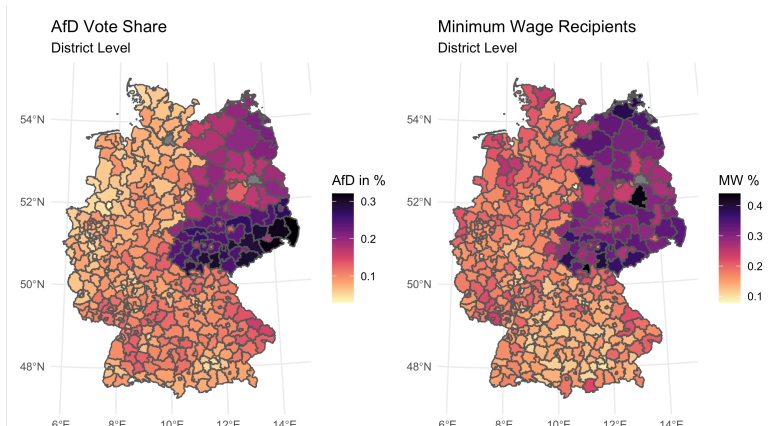 AfD Vote Share
District Level
54°N
52°N
50°N
48°N
6°E
8°E
10°E
12°E
14°E
AfD in %
0.3
0.2
0.1
Minimum Wage Recipients
District Level
54°N
52°N
50°N
48°N
6°E
8°E
10°E
12°E
14°E
MW %
0.4
0.3
0.2
0.1